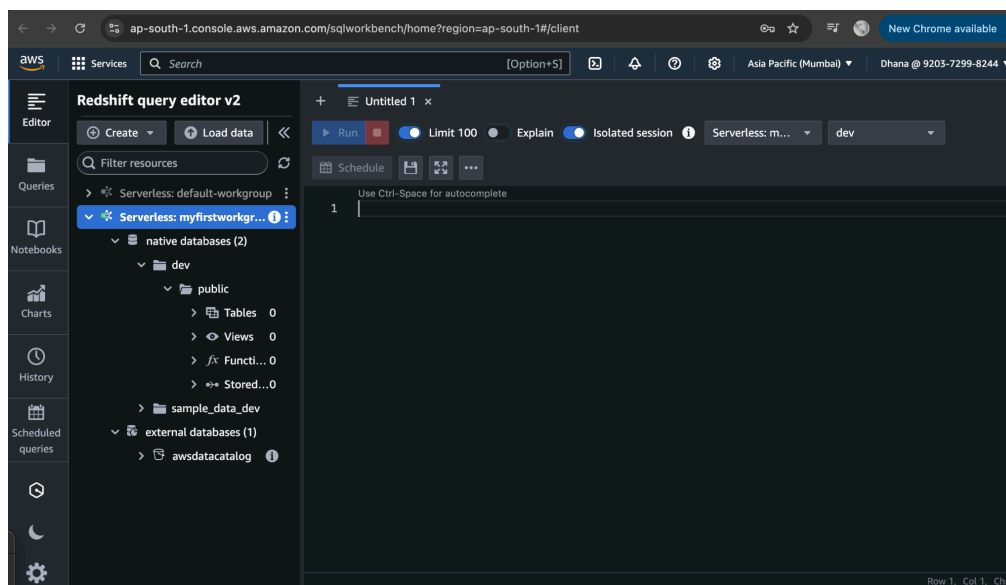 ap-south-1.console.aws.amazon.com/sqlworkbench/home?region=ap-south-1#/client
New Chrome available
aws
Services
Search
[Option+S]
Asia Pacific (Mumbai)
Dhana @ 9203-7299-8244
Editor
Queries
Notebooks
Charts
History
Scheduled
queries
Redshift query editor v2
Create
Load data
Filter resources
Serverless: default-workgroup
Serverless: myfirstworkgr...
native databases (2)
dev
public
Tables 0
Views 0
fx Functi... 0
Stored...0
sample_data_dev
external databases (1)
awsdatacatalog
+ Untitled 1 ×
Run Limit 100 Explain Isolated session Serverless: m... dev
Schedule
Use Ctrl-Space for autocomplete
1
Row 1, Col 1, Ch